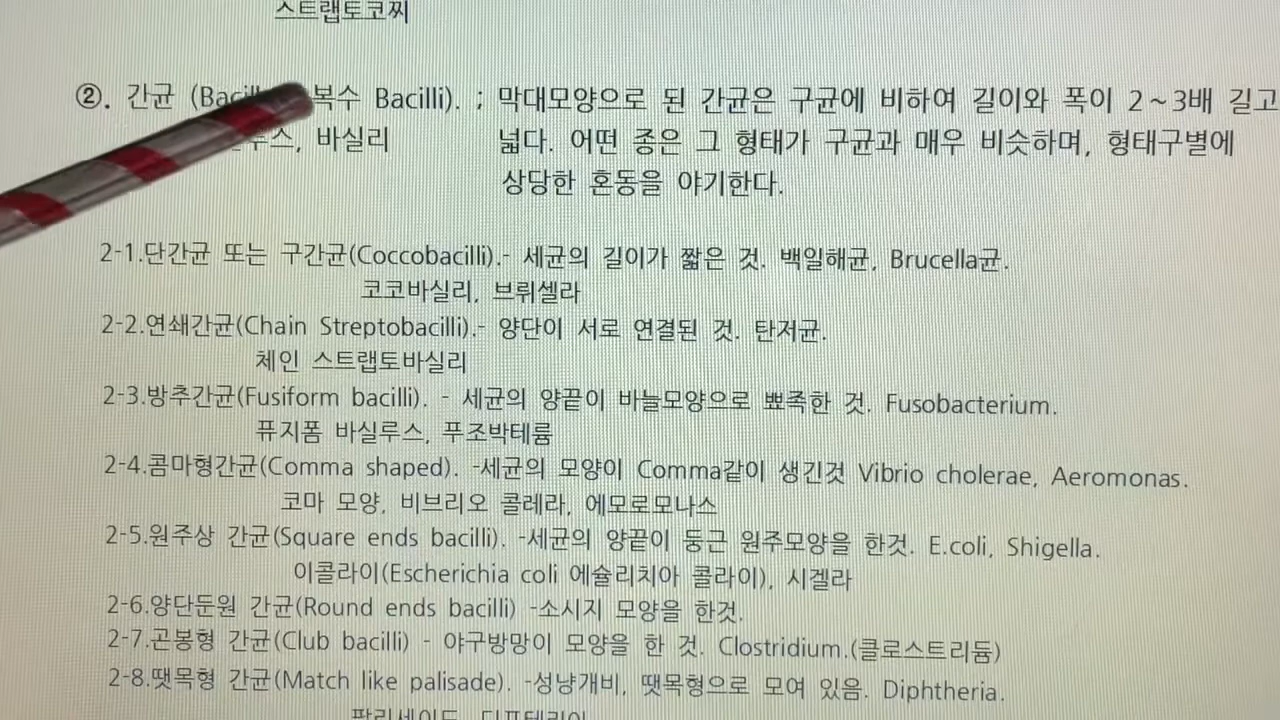 스트랩토코찌
②. 간균 (Bacill 복수 Bacilli). ; 막대모양으로 된 간균은 구균에 비하여 길이와 폭이 2~3배 길고
루스, 바실리 넓다. 어떤 종은 그 형태가 구균과 매우 비슷하며, 형태구별에
상당한 혼동을 야기한다.
2-1.단간균 또는 구간균(Coccobacilli).- 세균의 길이가 짧은 것. 백일해균, Brucella균.
코코바실리, 브뤼셀라
2-2.연쇄간균(Chain Streptobacilli).- 양단이 서로 연결된 것. 탄저균.
체인 스트랩토바실리
2-3.방추간균(Fusiform bacilli). - 세균의 양끝이 바늘모양으로 뾰족한 것. Fusobacterium.
퓨지폼 바실루스, 푸조박테륨
2-4.콤마형간균(Comma shaped). -세균의 모양이 Comma같이 생긴것 Vibrio cholerae, Aeromonas.
코마 모양, 비브리오 콜레라, 에모로모나스
2-5.원주상 간균(Square ends bacilli). -세균의 양끝이 둥근 원주모양을 한것. E.coli, Shigella.
이콜라이(Escherichia coli 에슐리치아 콜라이), 시겔라
2-6.양단둔원 간균(Round ends bacilli) -소시지 모양을 한것.
2-7.곤봉형 간균(Club bacilli) - 야구방망이 모양을 한 것. Clostridium.(클로스트리듐)
2-8.땟목형 간균(Match like palisade). -성냥개비, 땟목형으로 모여 있음. Diphtheria.
팔리세이드, 디프테리아